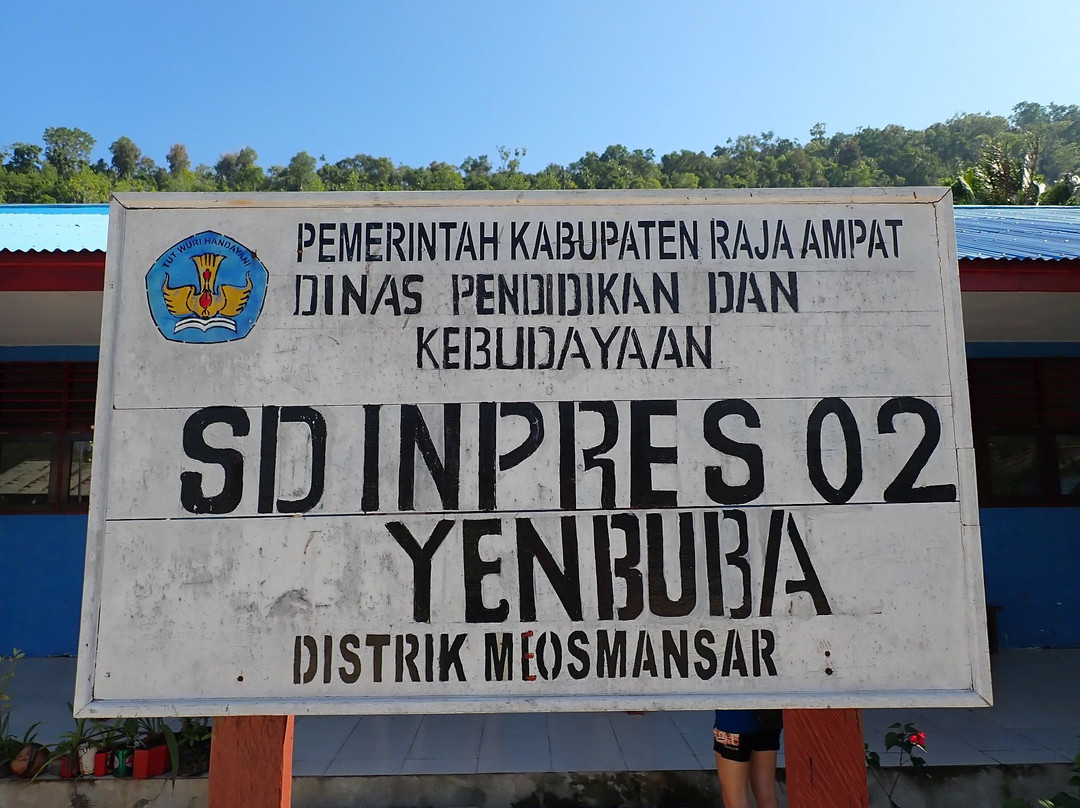 TUT WURI HANDAYANI
PEMERINTAH KABUPATEN RAJA AMPAT
DINAS PENDIDIKAN DAN
KEBUDAYAAN
SD INPRES 02
YENBUBA
DISTRIK MEOSMANSAR